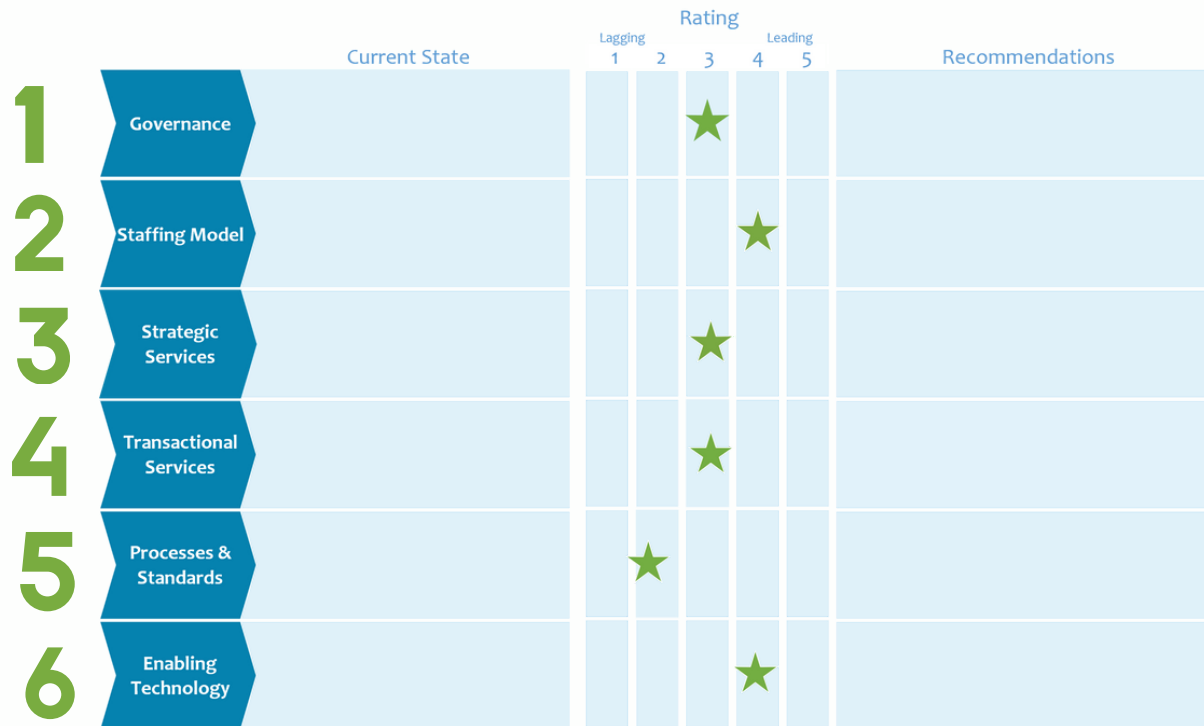 Rating
Lagging Leading
Current State 1 2 3 4 5 Recommendations
1 Governance
2 Staffing Model
3 Strategic
Services
4 Transactional
Services
5 Processes &
Standards
6 Enabling
Technology